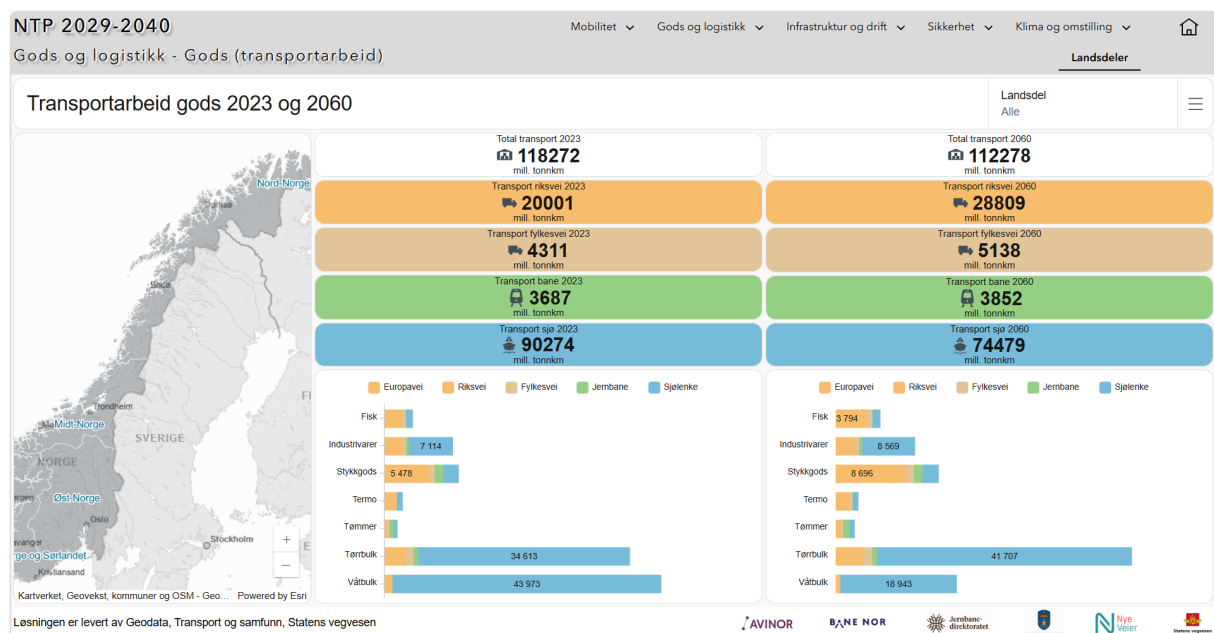 NTP 2029-2040
Mobilitet
Gods og logistikk
Infrastruktur og drift
Sikkerhet
Klima og omstilling
Gods og logistikk - Gods (transportarbeid)
Landsdeler
Transportarbeid gods 2023 og 2060
Landsdel
Alle
Nord-Norge
Tromsø
Bodø
Trondheim
Midt-Norge
SVERIGE
NORGE
Øst-Norge
Oslo
Stockholm
Kristiansand
+
−
Kartverket, Geovekst, kommuner og OSM - Geo... Powered by Esri
Total transport 2023
118272
mill. tonnkm
Transport riksvei 2023
20001
mill. tonnkm
Transport fylkesvei 2023
4311
mill. tonnkm
Transport bane 2023
3687
mill. tonnkm
Transport sjø 2023
90274
mill. tonnkm
Total transport 2060
112278
mill. tonnkm
Transport riksvei 2060
28809
mill. tonnkm
Transport fylkesvei 2060
5138
mill. tonnkm
Transport bane 2060
3852
mill. tonnkm
Transport sjø 2060
74479
mill. tonnkm
Europavei Riksvei Fylkesvei Jernbane Sjølenke
Fisk
Industrivarer 7 114
Stykkgods 5 478
Termo
Tømmer
Tørrbulk 34 613
Våtbulk 43 973
Europavei Riksvei Fylkesvei Jernbane Sjølenke
Fisk 3 794
Industrivarer 8 569
Stykkgods 8 696
Termo
Tømmer
Tørrbulk 41 707
Våtbulk 18 943
Løsningen er levert av Geodata, Transport og samfunn, Statens vegvesen
AVINOR
BANE NOR
Jernbane-
direktoratet
Nye
Veier
Statens vegvesen